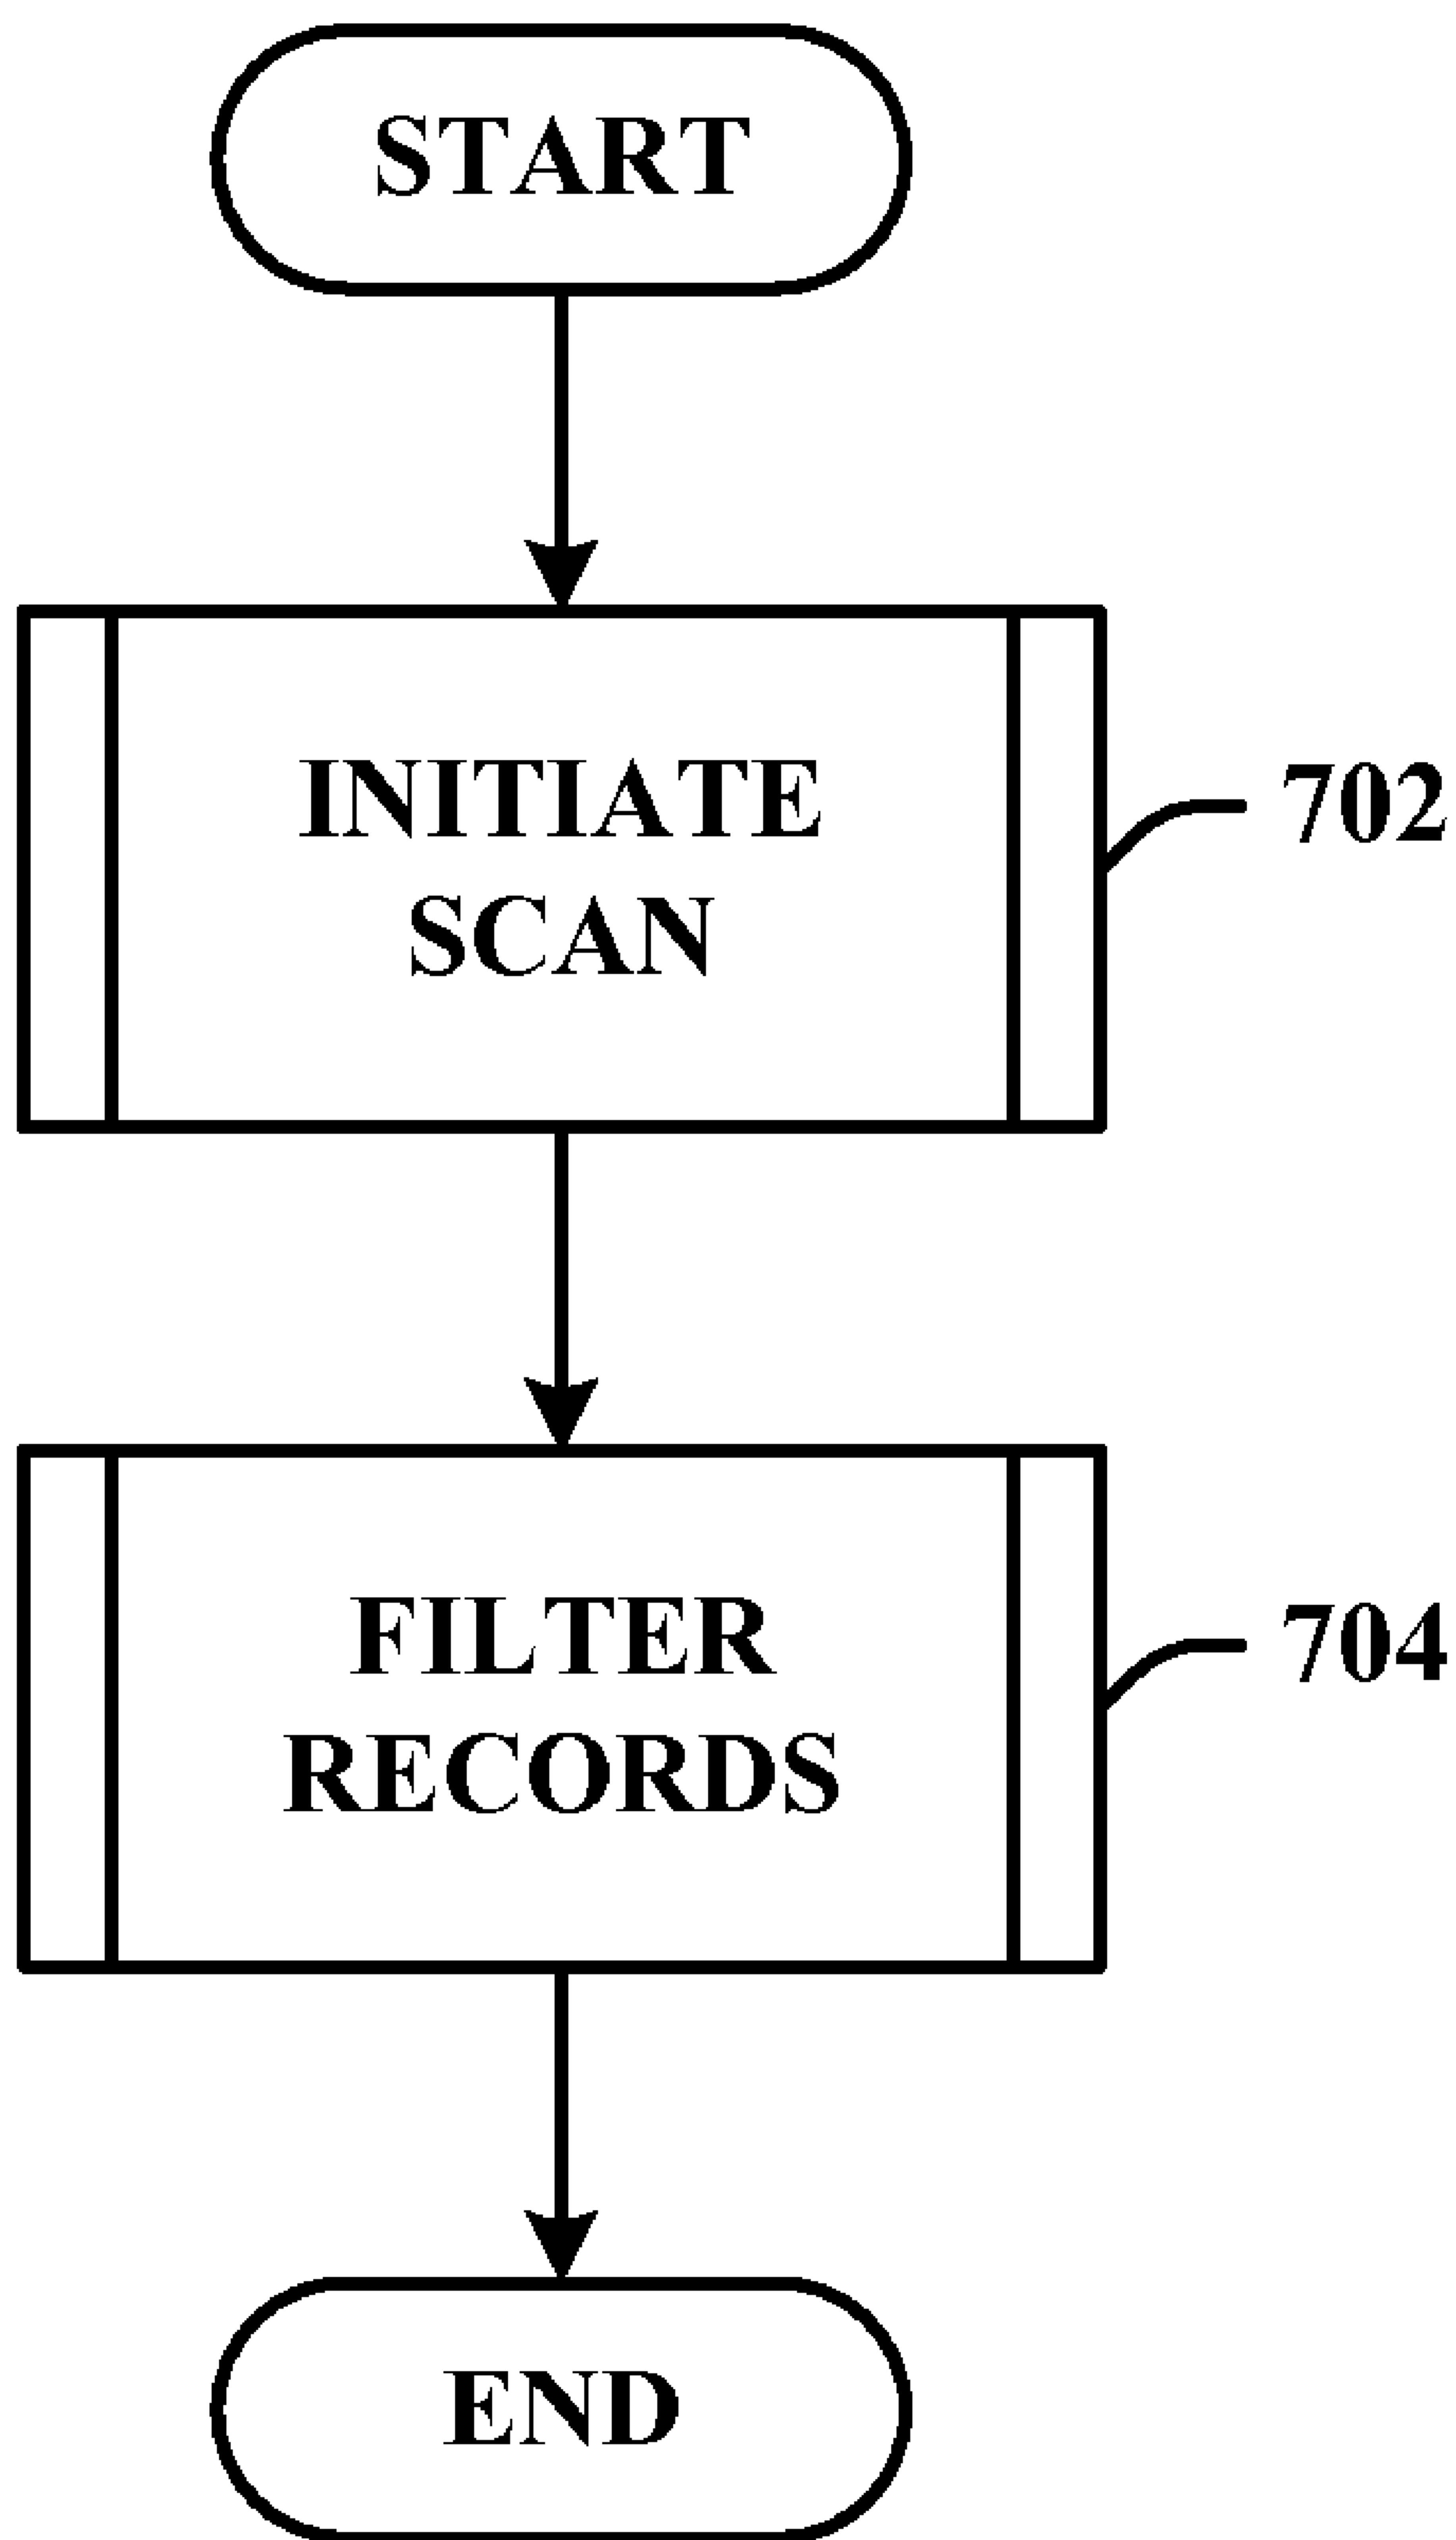 START
INITIATE
SCAN
702
FILTER
RECORDS
704
END